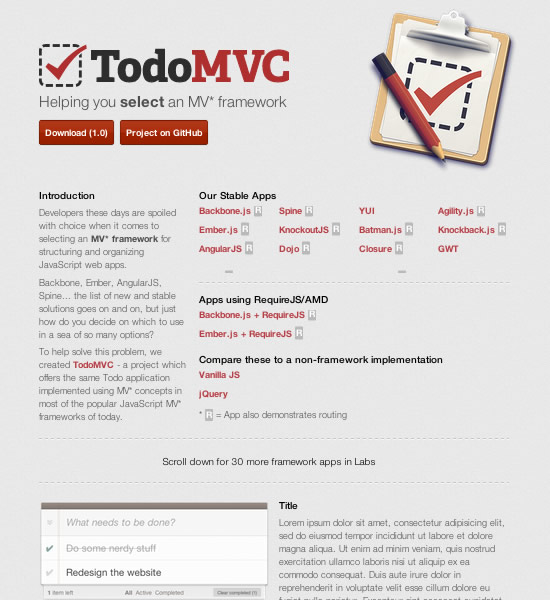 TodoMVC
Helping you select an MV* framework
Download (1.0) Project on GitHub
Introduction
Developers these days are spoiled
with choice when it comes to
selecting an MV* framework for
structuring and organizing
JavaScript web apps.
Backbone, Ember, AngularJS,
Spine... the list of new and stable
solutions goes on and on, but just
how do you decide on which to use
in a sea of so many options?
To help solve this problem, we
created TodoMVC - a project which
offers the same Todo application
implemented using MV* concepts in
most of the popular JavaScript MV*
frameworks of today.
Our Stable Apps
Backbone.js R Spine R YUI Agility.js R
Ember.js R KnockoutJS R Batman.js R Knockback.js R
AngularJS R Dojo R Closure R GWT
Apps using RequireJS/AMD
Backbone.js + RequireJS R
Ember.js + RequireJS R
Compare these to a non-framework implementation
Vanilla JS
jQuery
* R = App also demonstrates routing
Scroll down for 30 more framework apps in Labs
What needs to be done?
Do some nerdy stuff
Redesign the website
1 item left All Active Completed Clear completed (1)
Title
Lorem ipsum dolor sit amet, consectetur adipisicing elit,
sed do eiusmod tempor incididunt ut labore et dolore
magna aliqua. Ut enim ad minim veniam, quis nostrud
exercitation ullamco laboris nisi ut aliquip ex ea
commodo consequat. Duis aute irure dolor in
reprehenderit in voluptate velit esse cillum dolore eu